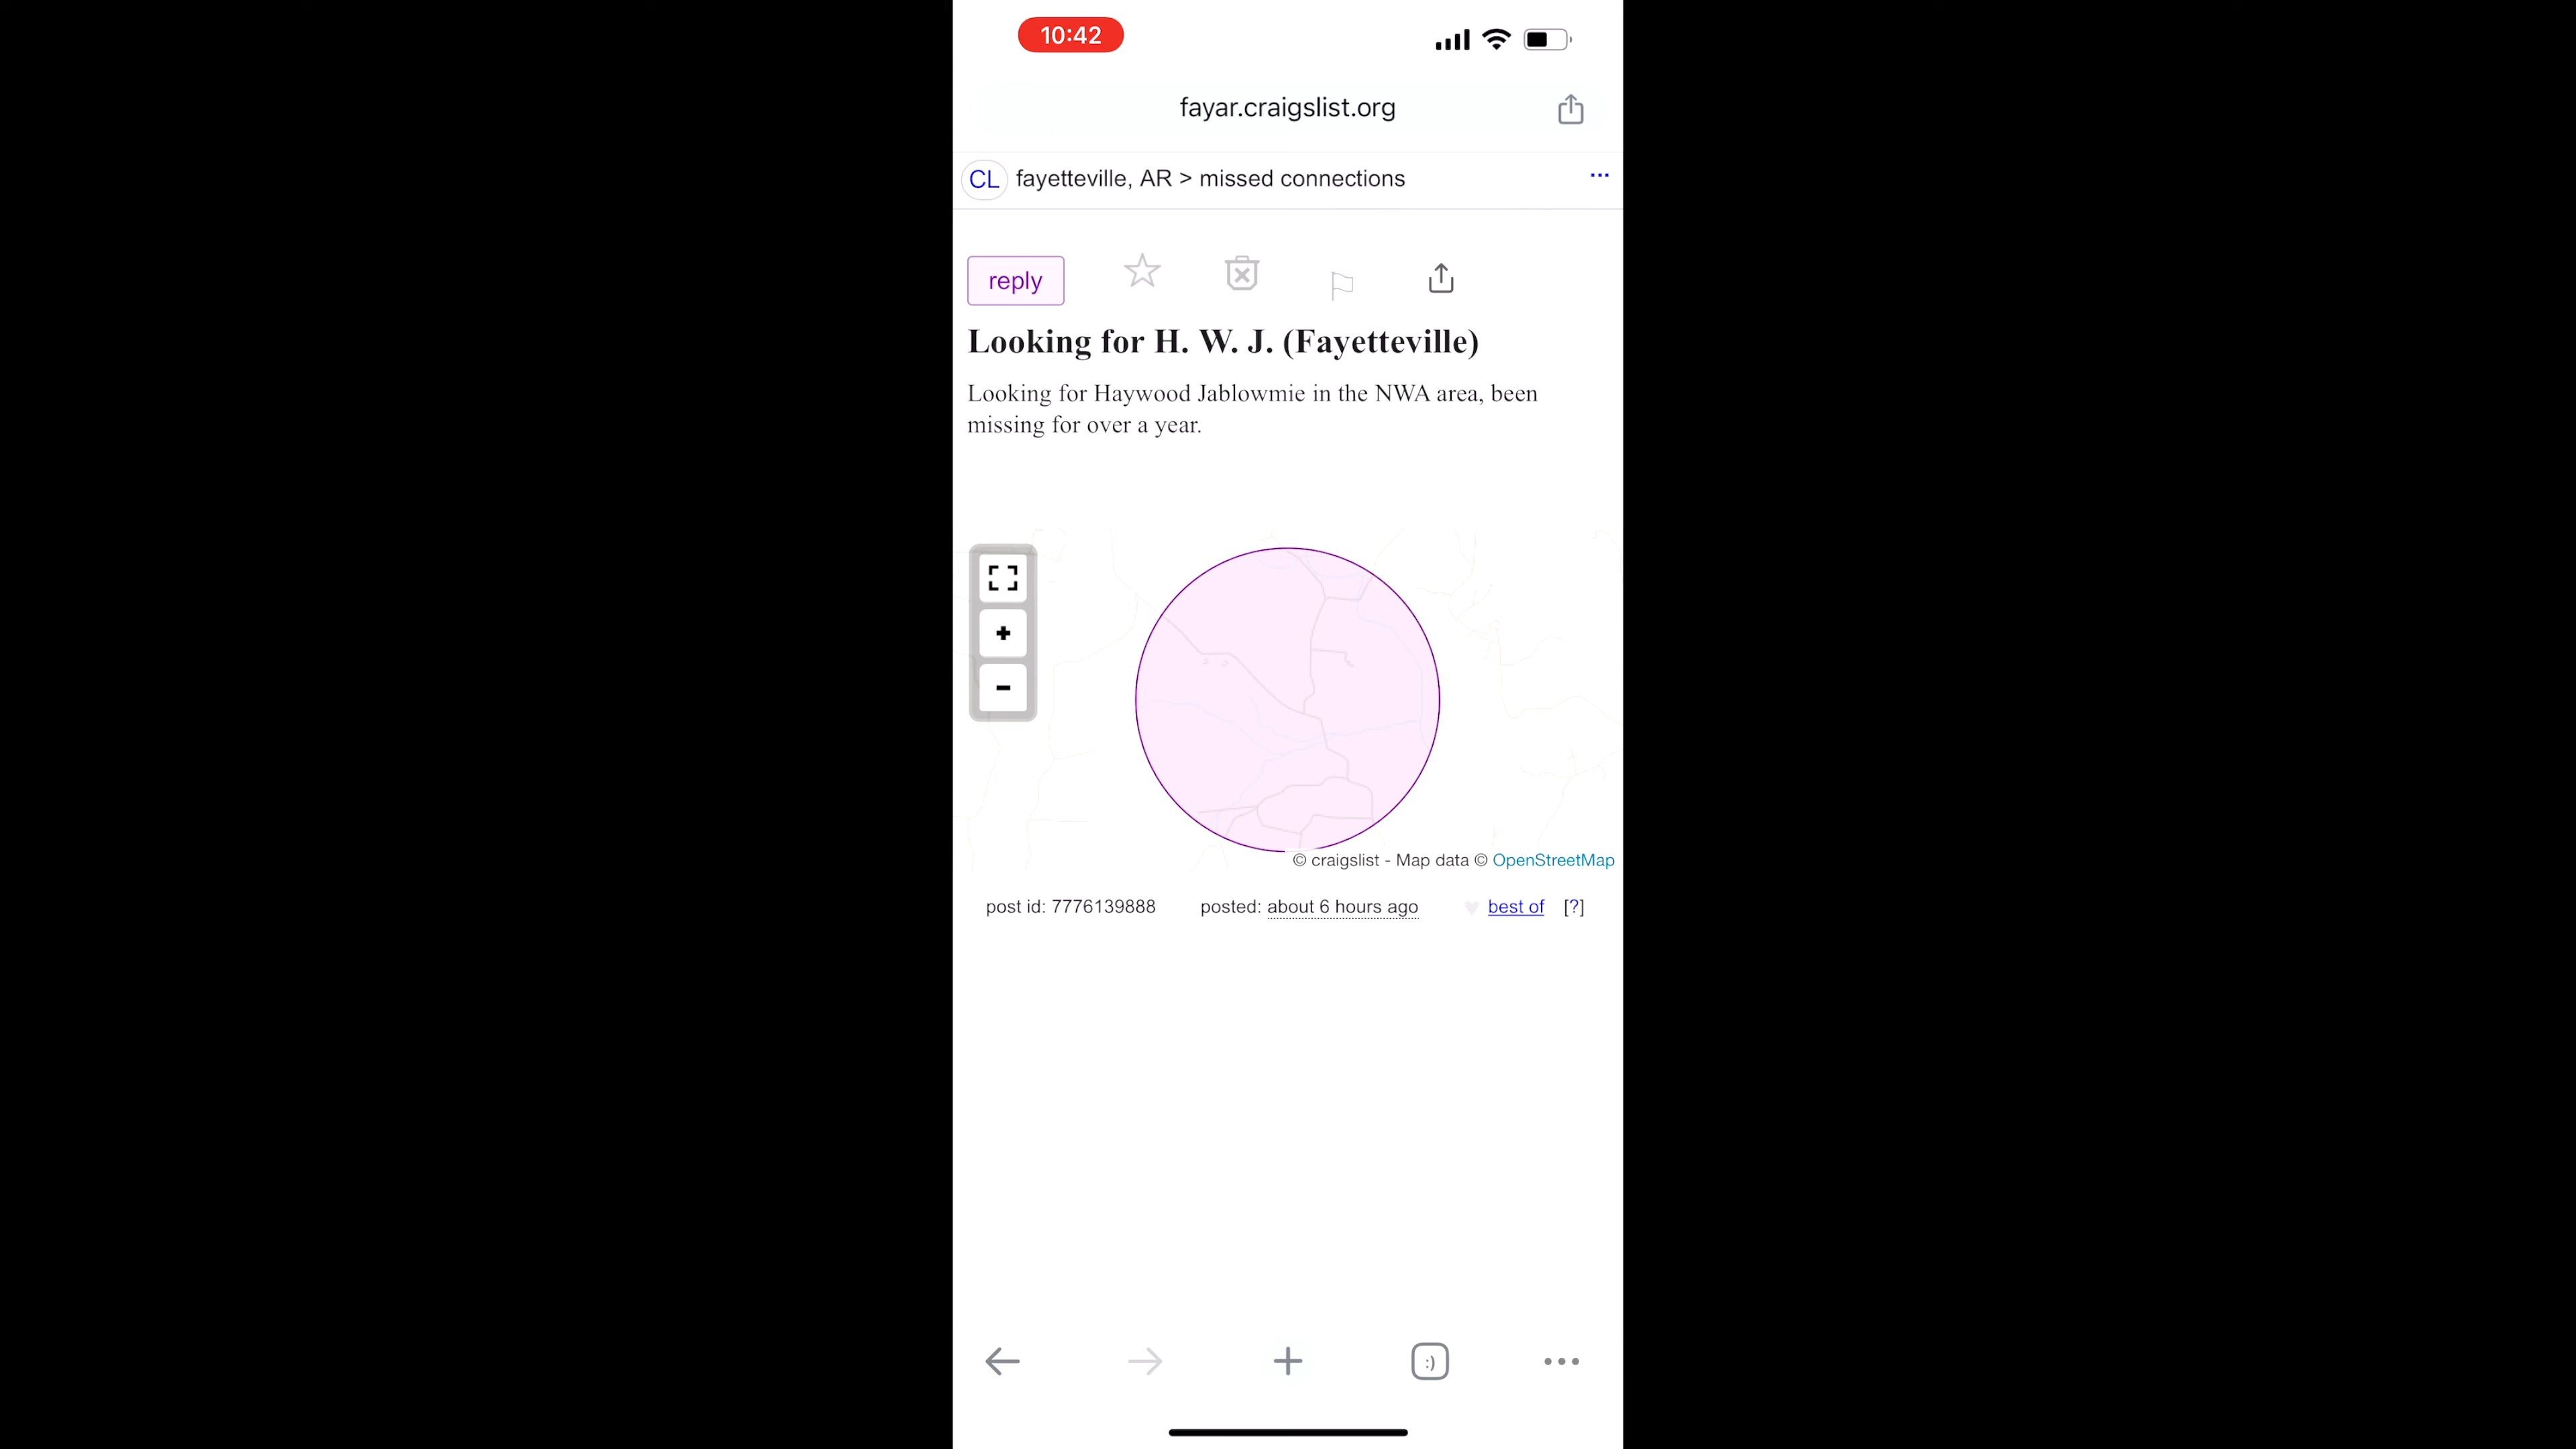 10:42
fayar.craigslist.org
CL fayetteville, AR > missed connections
reply
Looking for H. W. J. (Fayetteville)
Looking for Haywood Jablowmie in the NWA area, been
missing for over a year.
© craigslist - Map data © OpenStreetMap
post id: 7776139888 posted: about 6 hours ago ♥ best of [?]
:)